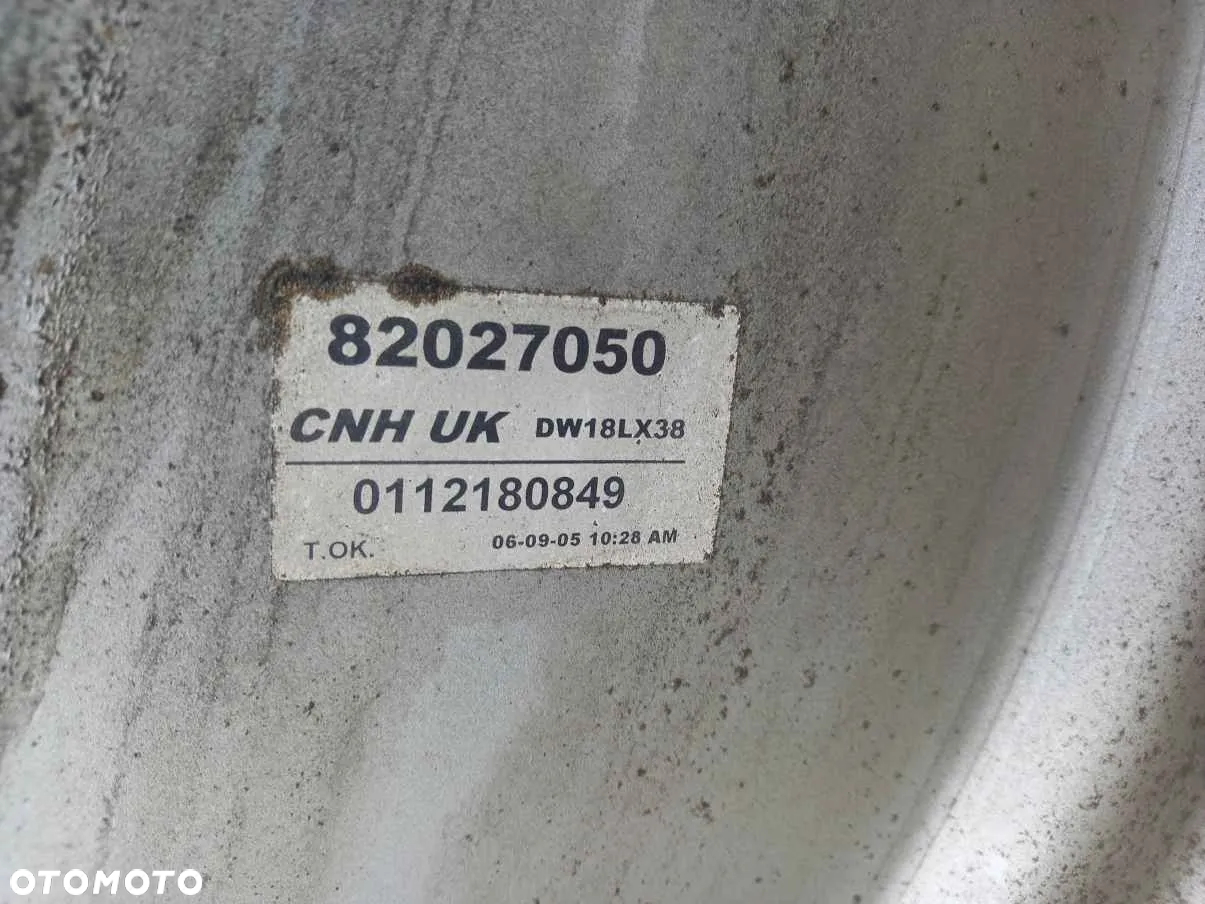 82027050
CNH UK DW18LX38
0112180849
T.OK. 06-09-05 10:28 AM
OTOMOTO